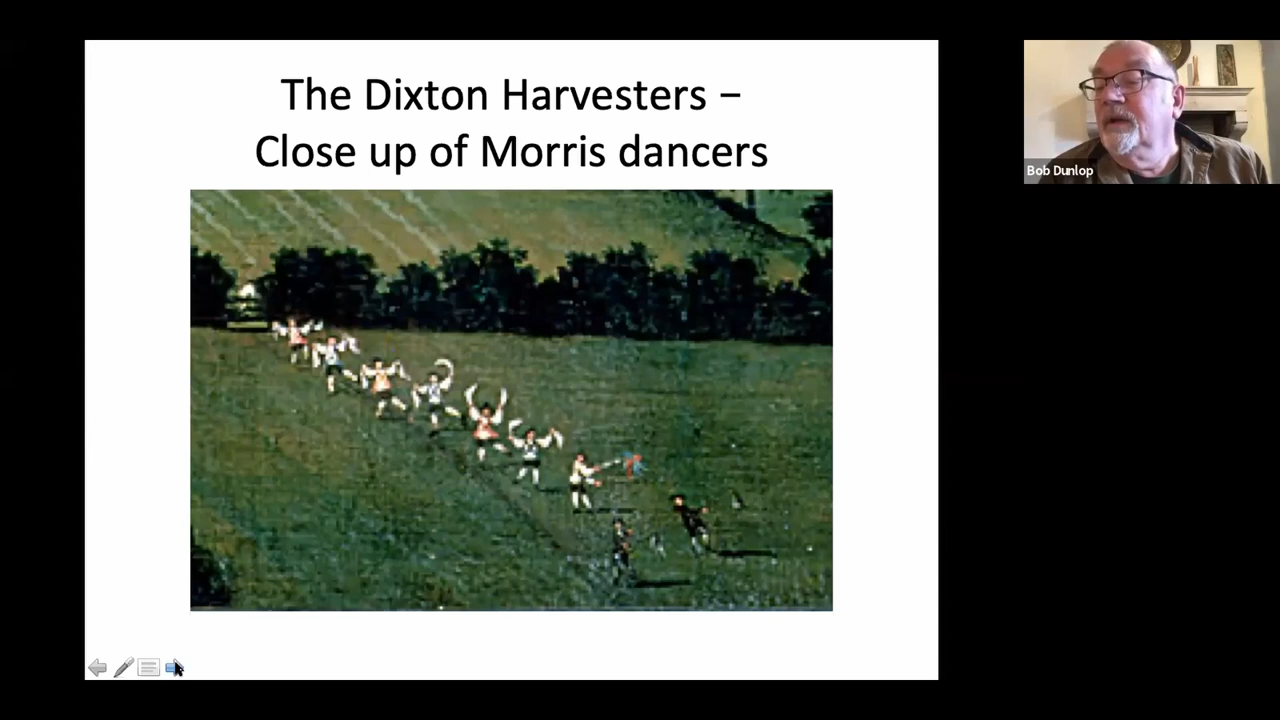 The Dixton Harvesters –
Close up of Morris dancers
Bob Dunlop